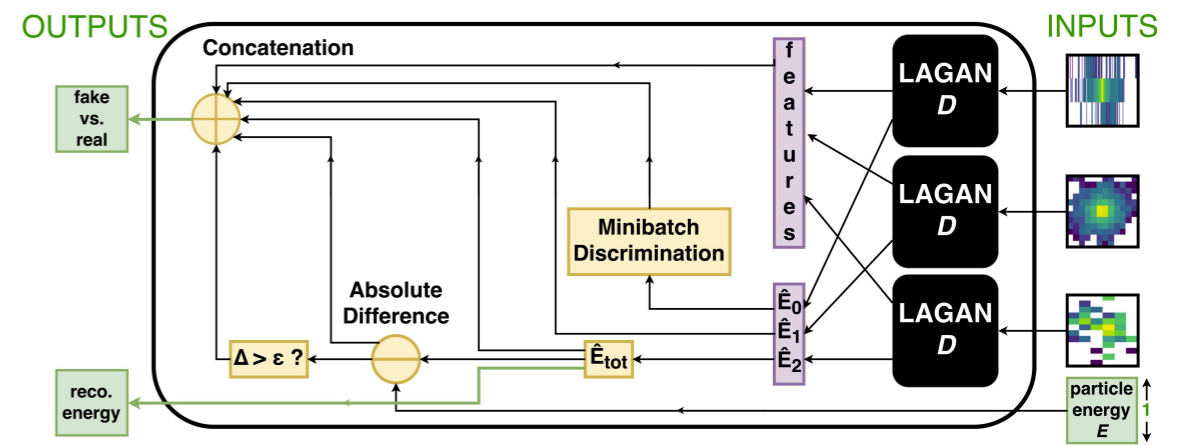 OUTPUTS
INPUTS
Concatenation
fake
vs.
real
f
e
a
t
u
r
e
s
LAGAN
D
LAGAN
D
LAGAN
D
Minibatch
Discrimination
Absolute
Difference
Ê0
Ê1
Ê2
Δ > ε ?
Êtot
reco.
energy
particle
energy
E
1